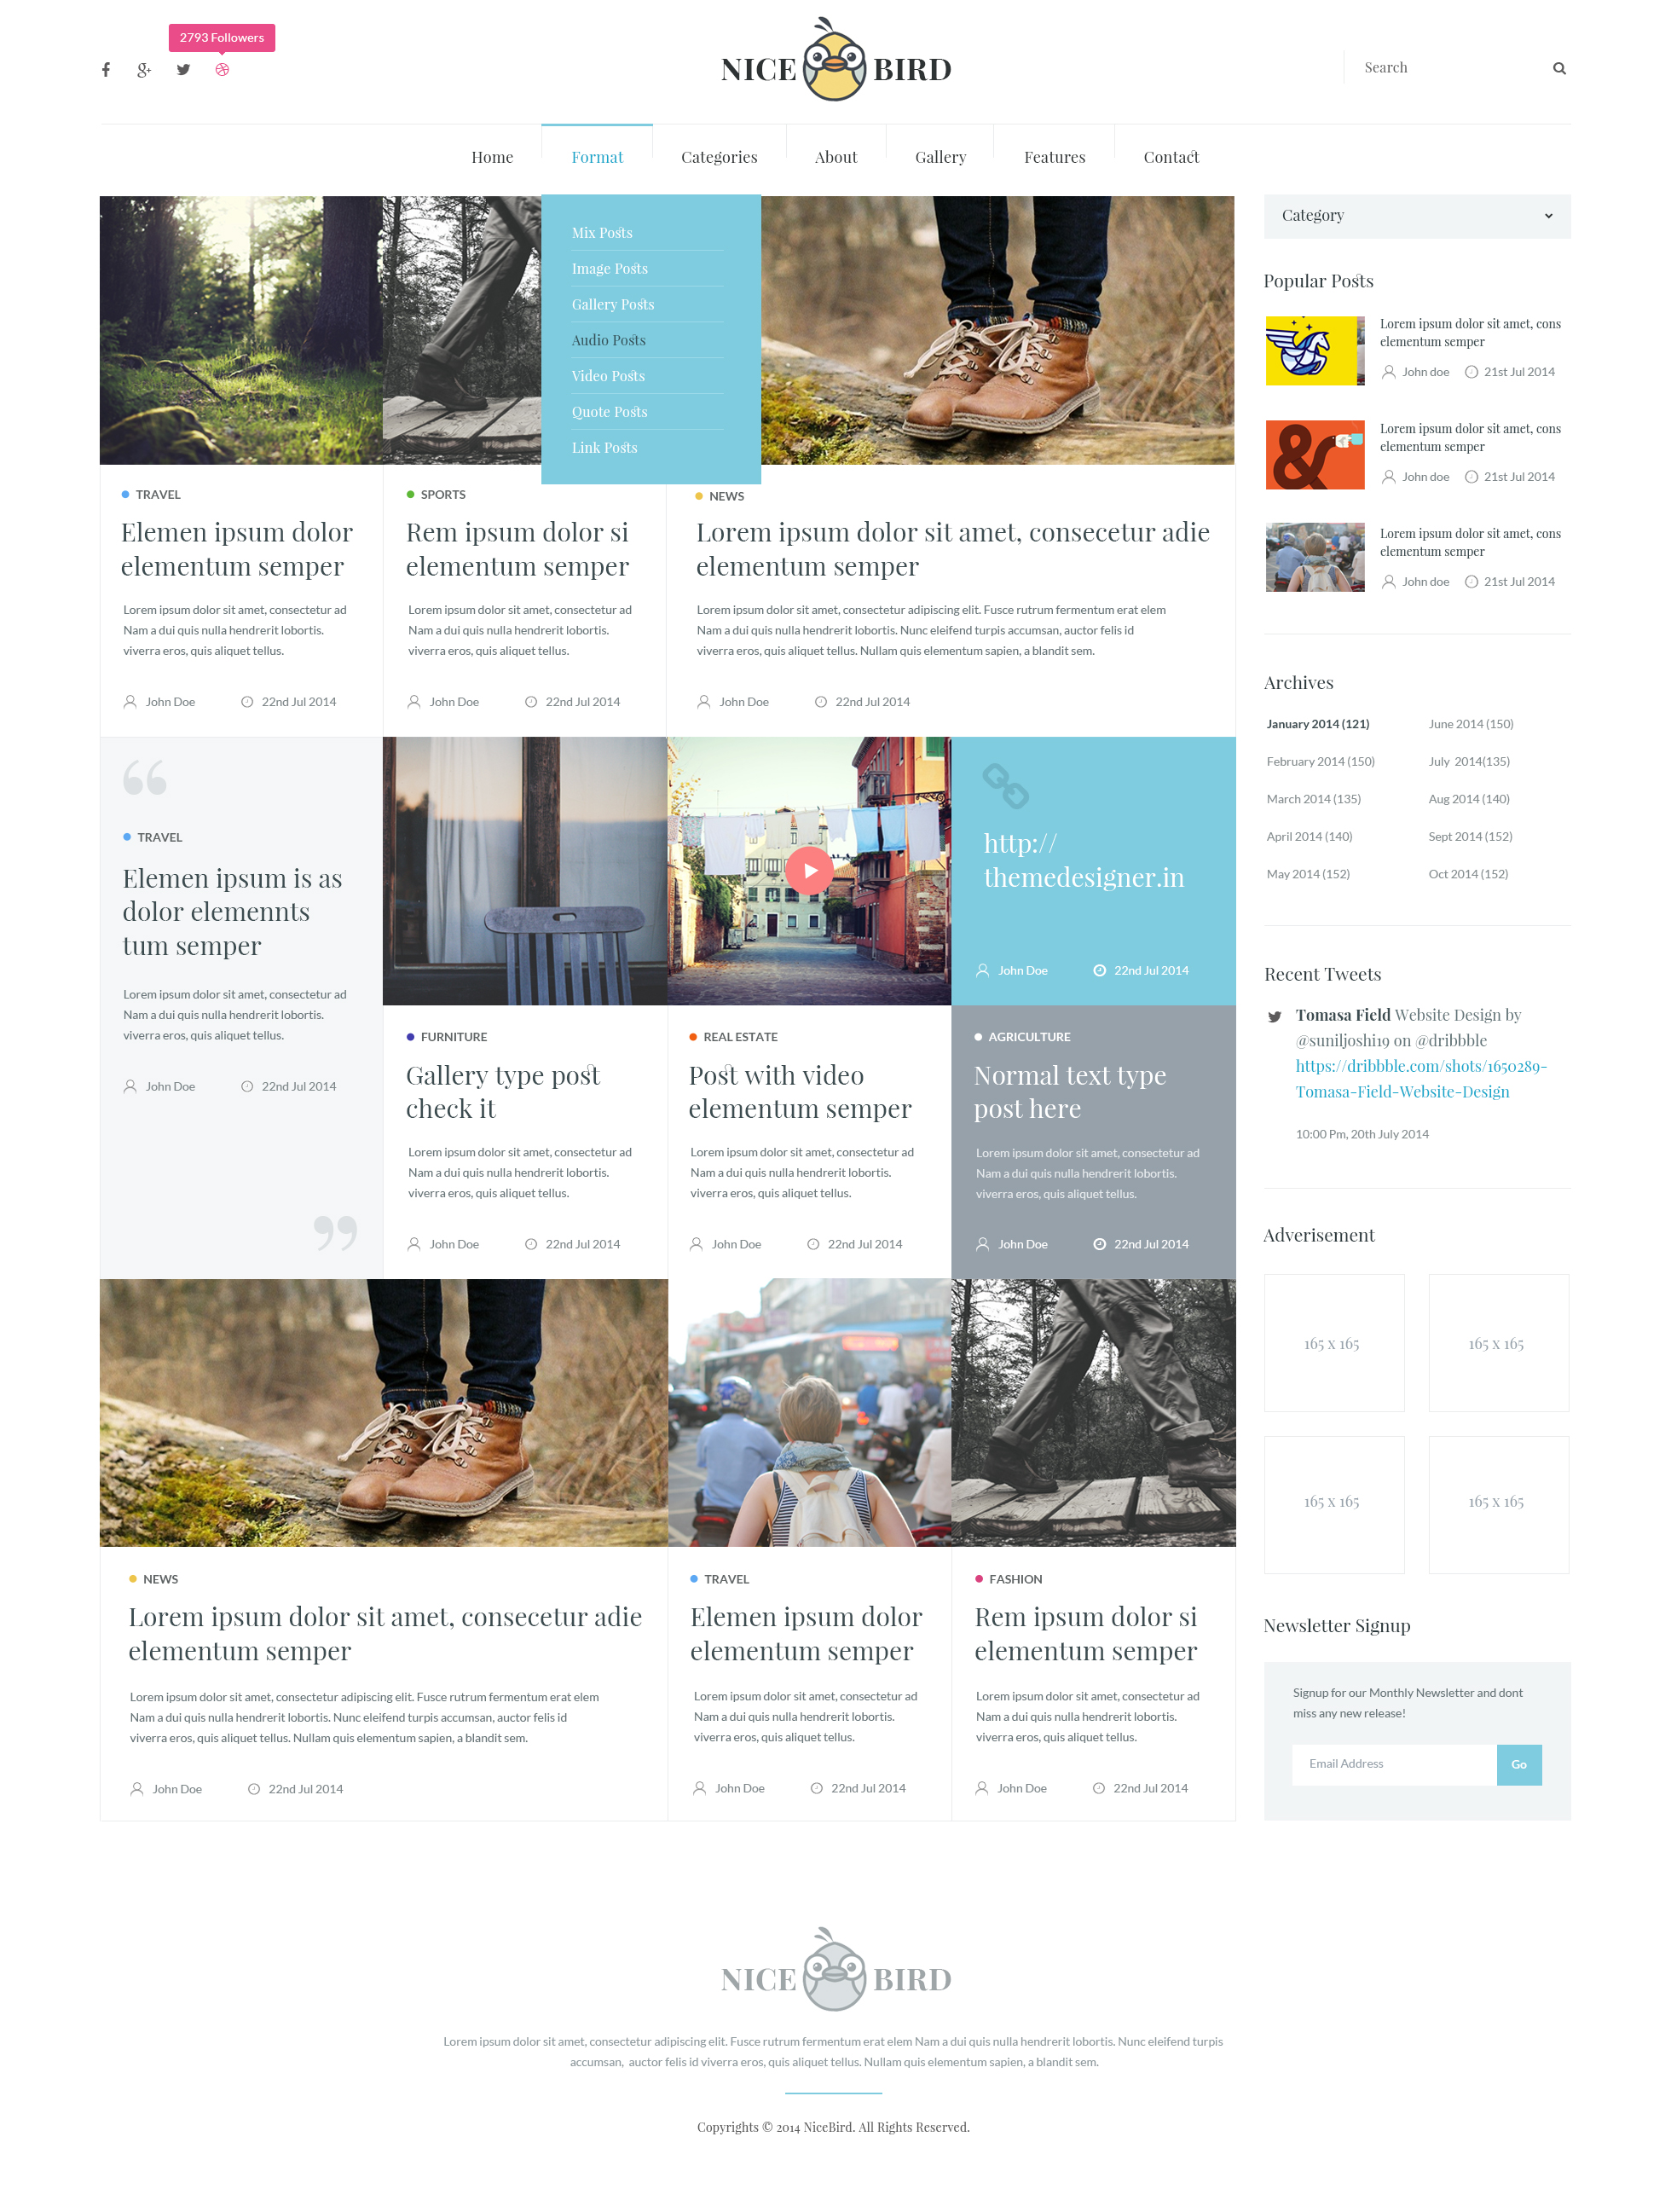 2793 Followers
NICE BIRD
Search
Home
Format
Categories
About
Gallery
Features
Contact
Mix Posts
Image Posts
Gallery Posts
Audio Posts
Video Posts
Quote Posts
Link Posts
TRAVEL
Elemen ipsum dolor
elementum semper
Lorem ipsum dolor sit amet, consectetur ad
Nam a dui quis nulla hendrerit lobortis.
viverra eros, quis aliquet tellus.
John Doe
22nd Jul 2014
SPORTS
Rem ipsum dolor si
elementum semper
Lorem ipsum dolor sit amet, consectetur ad
Nam a dui quis nulla hendrerit lobortis.
viverra eros, quis aliquet tellus.
John Doe
22nd Jul 2014
NEWS
Lorem ipsum dolor sit amet, consecetur adie
elementum semper
Lorem ipsum dolor sit amet, consectetur adipiscing elit. Fusce rutrum fermentum erat elem
Nam a dui quis nulla hendrerit lobortis. Nunc eleifend turpis accumsan, auctor felis id
viverra eros, quis aliquet tellus. Nullam quis elementum sapien, a blandit sem.
John Doe
22nd Jul 2014
“
TRAVEL
Elemen ipsum is as
dolor elemennts
tum semper
Lorem ipsum dolor sit amet, consectetur ad
Nam a dui quis nulla hendrerit lobortis.
viverra eros, quis aliquet tellus.
John Doe
22nd Jul 2014
”
FURNITURE
Gallery type post
check it
Lorem ipsum dolor sit amet, consectetur ad
Nam a dui quis nulla hendrerit lobortis.
viverra eros, quis aliquet tellus.
John Doe
22nd Jul 2014
REAL ESTATE
Post with video
elementum semper
Lorem ipsum dolor sit amet, consectetur ad
Nam a dui quis nulla hendrerit lobortis.
viverra eros, quis aliquet tellus.
John Doe
22nd Jul 2014
http://
themedesigner.in
John Doe
22nd Jul 2014
AGRICULTURE
Normal text type
post here
Lorem ipsum dolor sit amet, consectetur ad
Nam a dui quis nulla hendrerit lobortis.
viverra eros, quis aliquet tellus.
John Doe
22nd Jul 2014
NEWS
Lorem ipsum dolor sit amet, consecetur adie
elementum semper
Lorem ipsum dolor sit amet, consectetur adipiscing elit. Fusce rutrum fermentum erat elem
Nam a dui quis nulla hendrerit lobortis. Nunc eleifend turpis accumsan, auctor felis id
viverra eros, quis aliquet tellus. Nullam quis elementum sapien, a blandit sem.
John Doe
22nd Jul 2014
TRAVEL
Elemen ipsum dolor
elementum semper
Lorem ipsum dolor sit amet, consectetur ad
Nam a dui quis nulla hendrerit lobortis.
viverra eros, quis aliquet tellus.
John Doe
22nd Jul 2014
FASHION
Rem ipsum dolor si
elementum semper
Lorem ipsum dolor sit amet, consectetur ad
Nam a dui quis nulla hendrerit lobortis.
viverra eros, quis aliquet tellus.
John Doe
22nd Jul 2014
Category
Popular Posts
Lorem ipsum dolor sit amet, cons
elementum semper
John doe
21st Jul 2014
Lorem ipsum dolor sit amet, cons
elementum semper
John doe
21st Jul 2014
Lorem ipsum dolor sit amet, cons
elementum semper
John doe
21st Jul 2014
Archives
January 2014 (121)
June 2014 (150)
February 2014 (150)
July 2014(135)
March 2014 (135)
Aug 2014 (140)
April 2014 (140)
Sept 2014 (152)
May 2014 (152)
Oct 2014 (152)
Recent Tweets
Tomasa Field Website Design by
@suniljoshi19 on @dribbble
https://dribbble.com/shots/1650289-
Tomasa-Field-Website-Design
10:00 Pm, 20th July 2014
Adverisement
165 x 165
165 x 165
165 x 165
165 x 165
Newsletter Signup
Signup for our Monthly Newsletter and dont
miss any new release!
Email Address
Go
NICE BIRD
Lorem ipsum dolor sit amet, consectetur adipiscing elit. Fusce rutrum fermentum erat elem Nam a dui quis nulla hendrerit lobortis. Nunc eleifend turpis
accumsan, auctor felis id viverra eros, quis aliquet tellus. Nullam quis elementum sapien, a blandit sem.
Copyrights © 2014 NiceBird. All Rights Reserved.